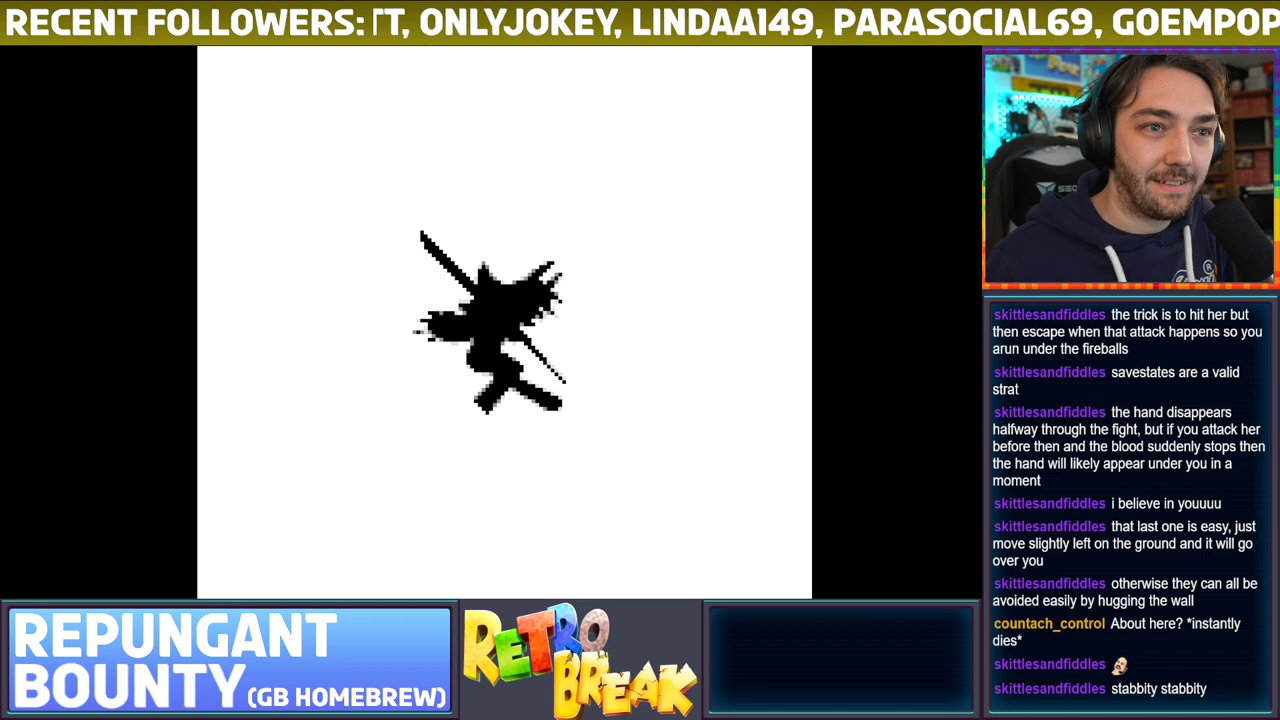 RECENT FOLLOWERS: T, ONLYJOKEY, LINDAA149, PARASOCIAL69, GOEMPOP
skittlesandfiddles the trick is to hit her but
then escape when that attack happens so you
arun under the fireballs
skittlesandfiddles savestates are a valid
strat
skittlesandfiddles the hand disappears
halfway through the fight, but if you attack her
before then and the blood suddenly stops then
the hand will likely appear under you in a
moment
skittlesandfiddles i believe in youuuu
skittlesandfiddles that last one is easy, just
move slightly left on the ground and it will go
over you
skittlesandfiddles otherwise they can all be
avoided easily by hugging the wall
countach_control About here? *instantly
dies*
skittlesandfiddles
skittlesandfiddles stabbity stabbity
REPUNGANT
BOUNTY (GB HOMEBREW)
RETRO
BREAK